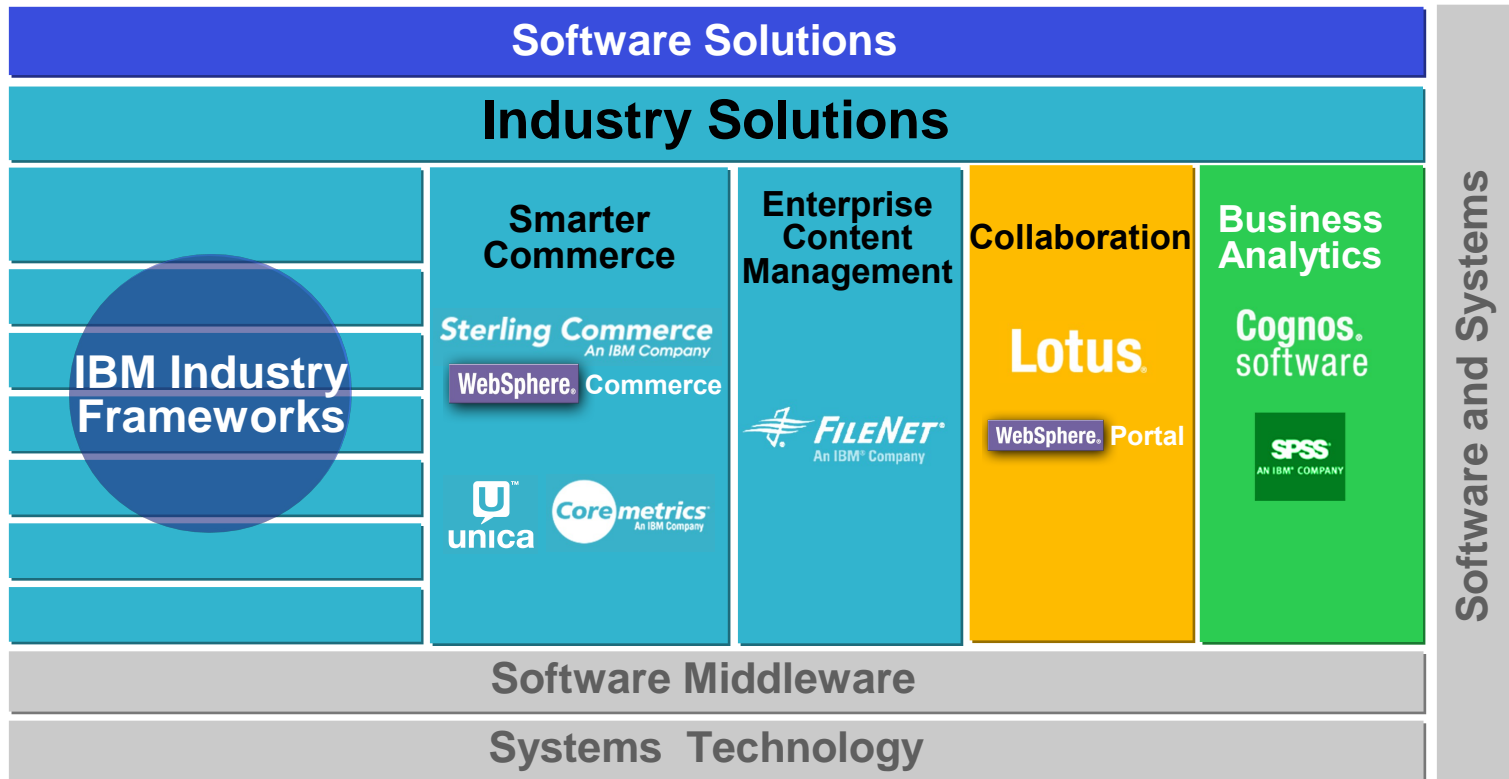 Software Solutions
Industry Solutions
IBM Industry
Frameworks
Smarter
Commerce
Sterling Commerce
An IBM Company
WebSphere® Commerce
unica™
Coremetrics®
An IBM Company
Enterprise
Content
Management
FILENET®
An IBM® Company
Collaboration
Lotus®
WebSphere® Portal
Business
Analytics
Cognos®
software
SPSS®
AN IBM® COMPANY
Software Middleware
Systems Technology
Software and Systems